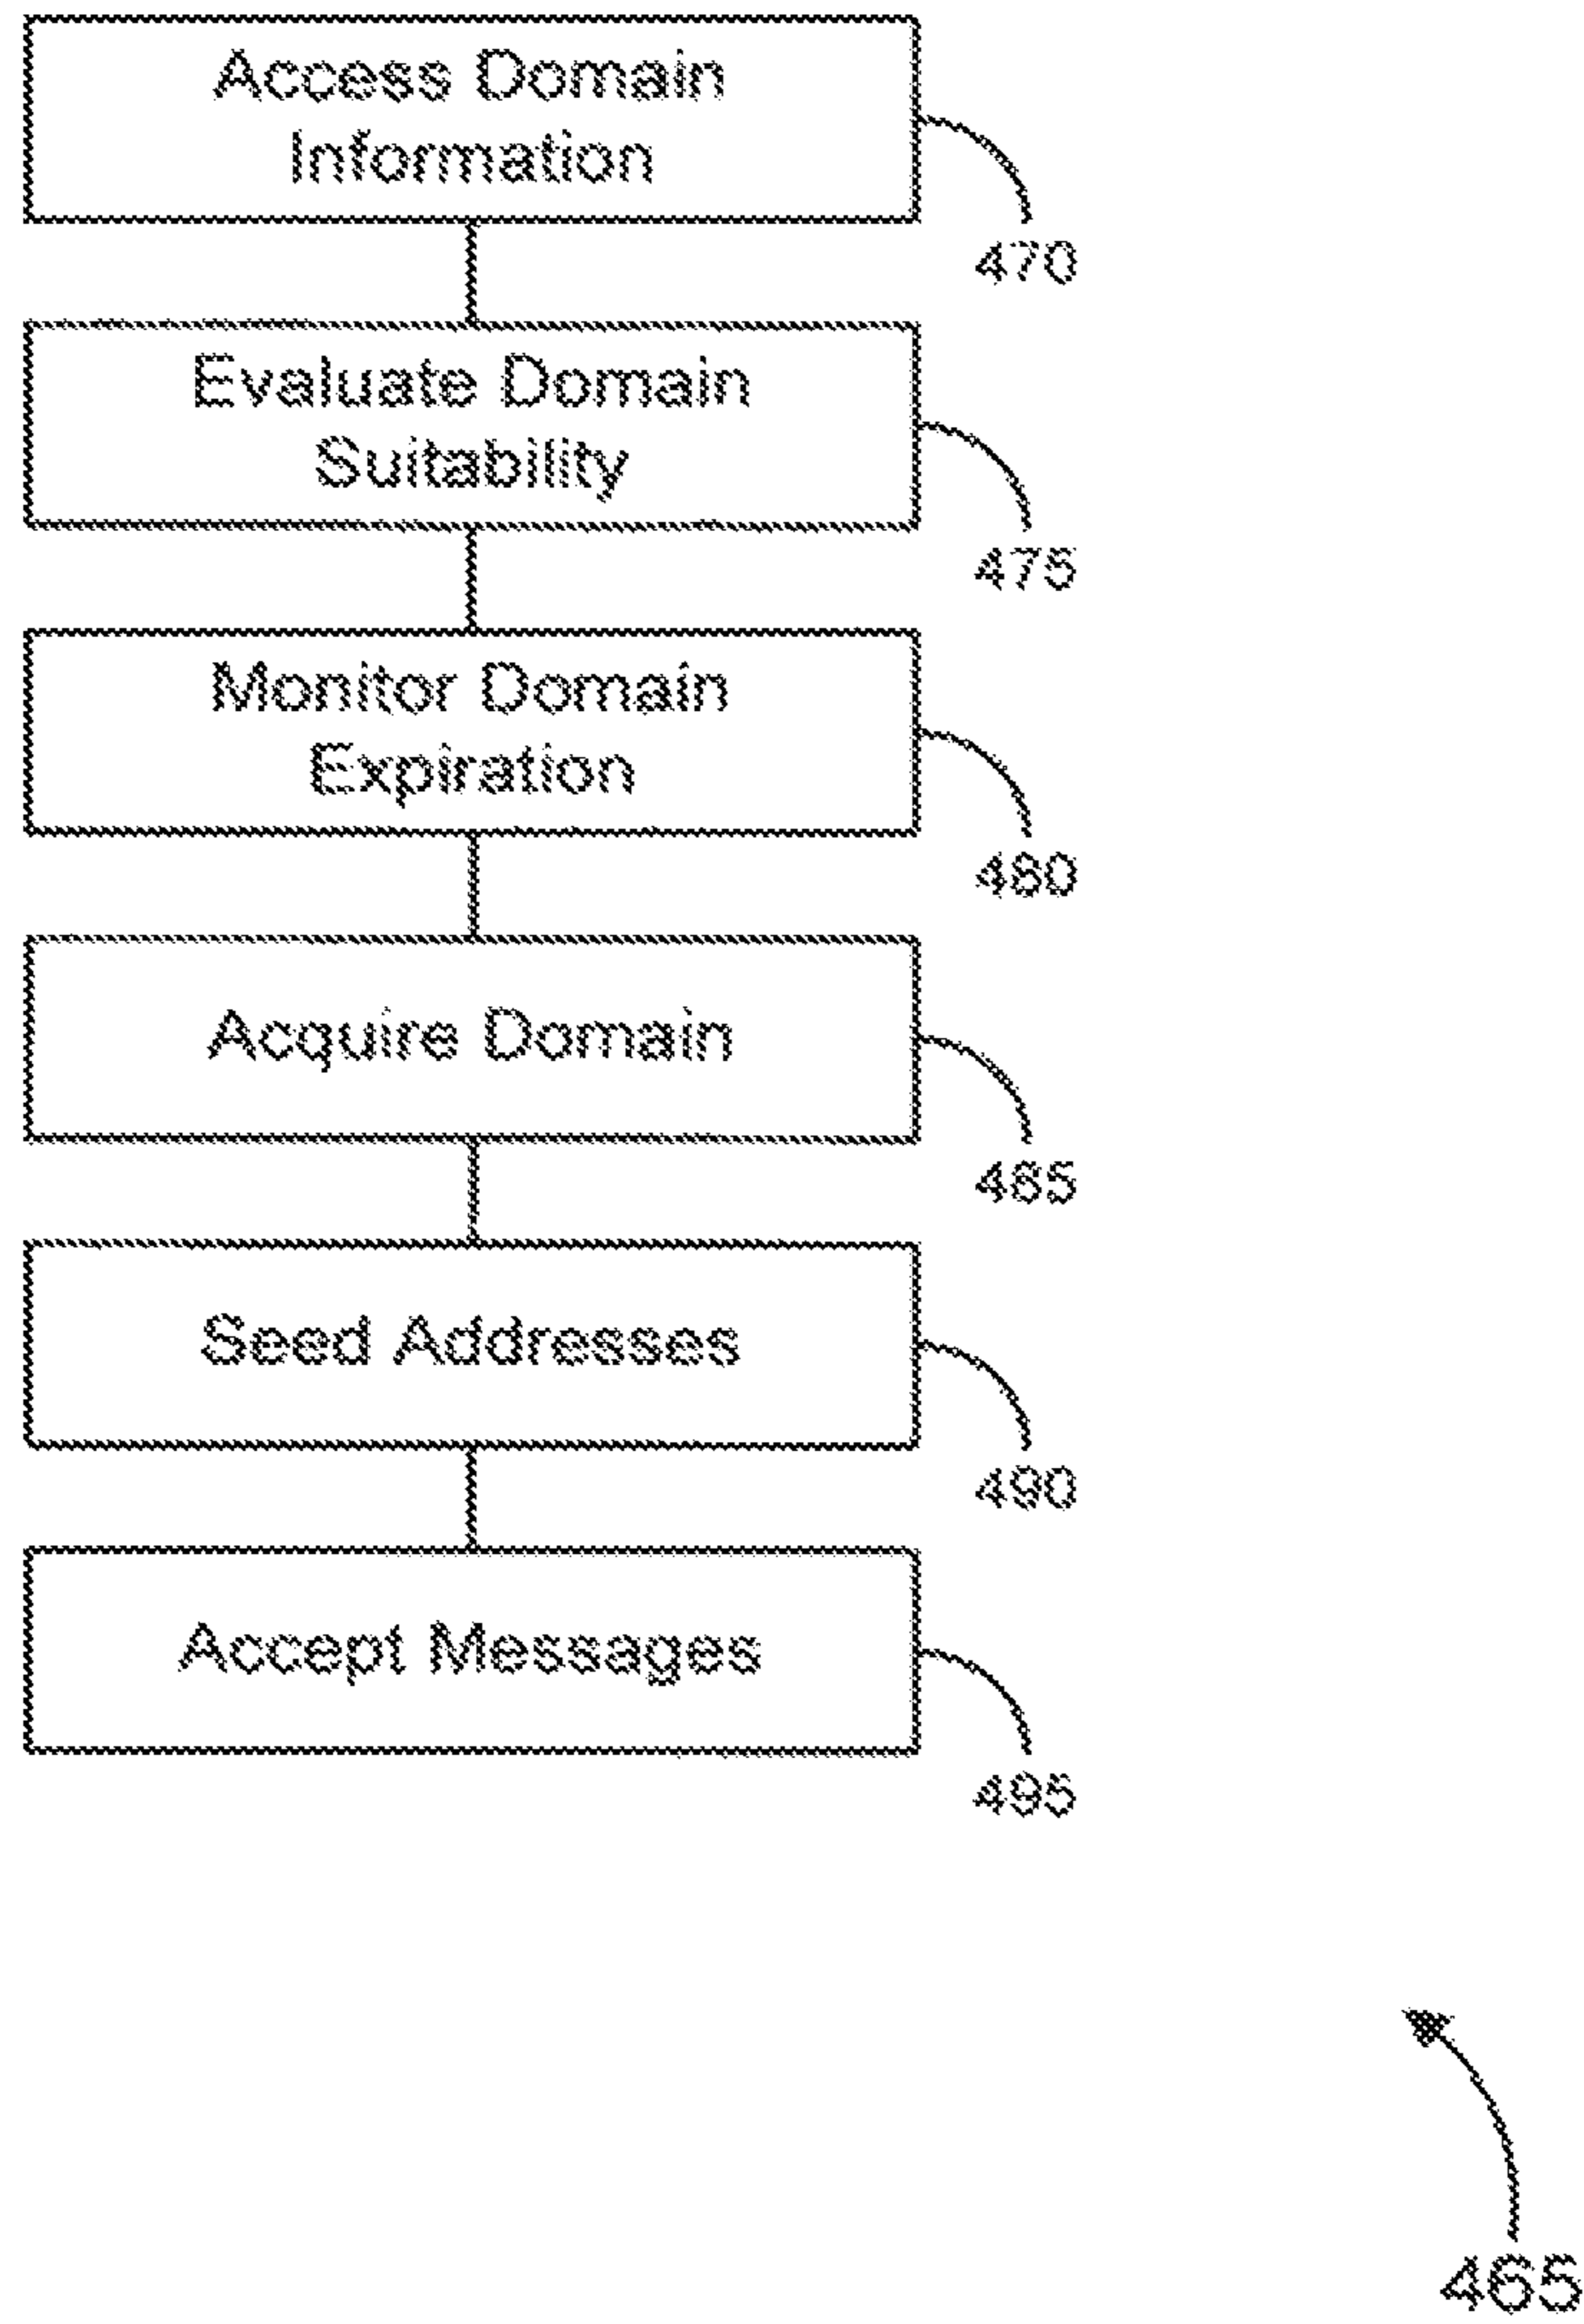 Access Domain
Information
470
Evaluate Domain
Suitability
475
Monitor Domain
Expiration
480
Acquire Domain
485
Seed Addresses
490
Accept Messages
495
465